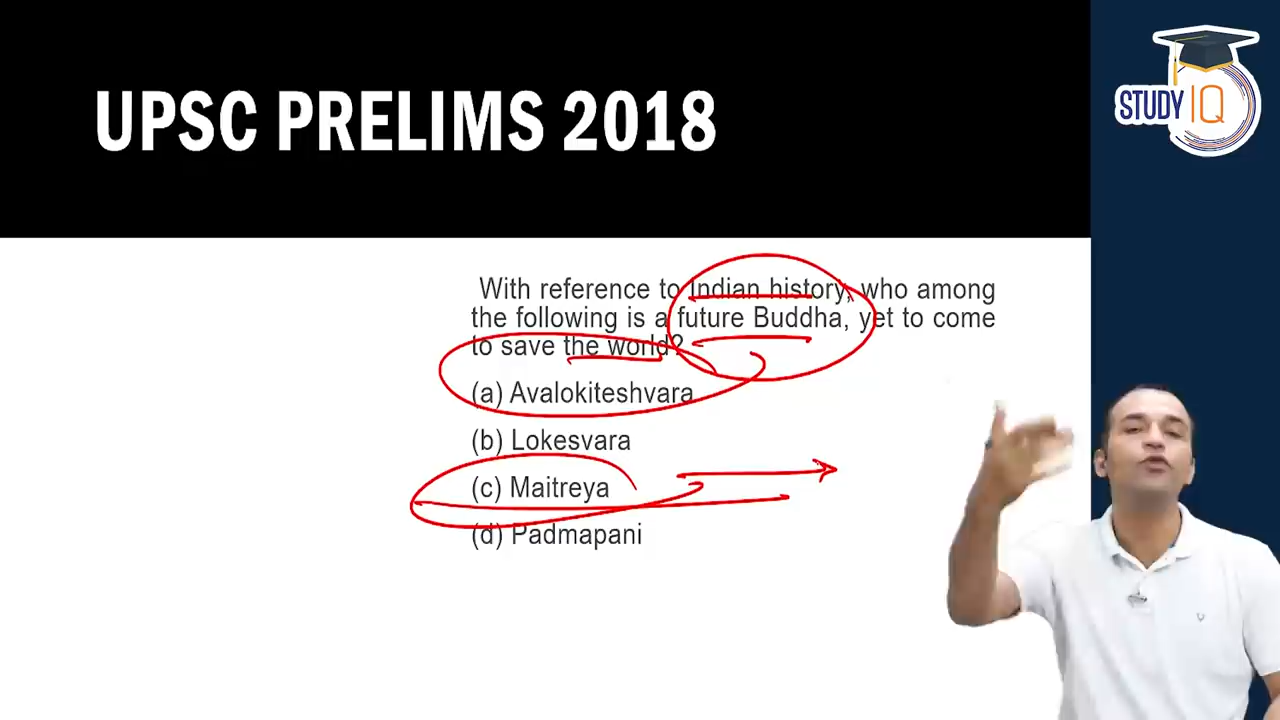 UPSC PRELIMS 2018
STUDY IQ
With reference to Indian history, who among
the following is a future Buddha, yet to come
to save the world?
(a) Avalokiteshvara
(b) Lokesvara
(c) Maitreya
(d) Padmapani